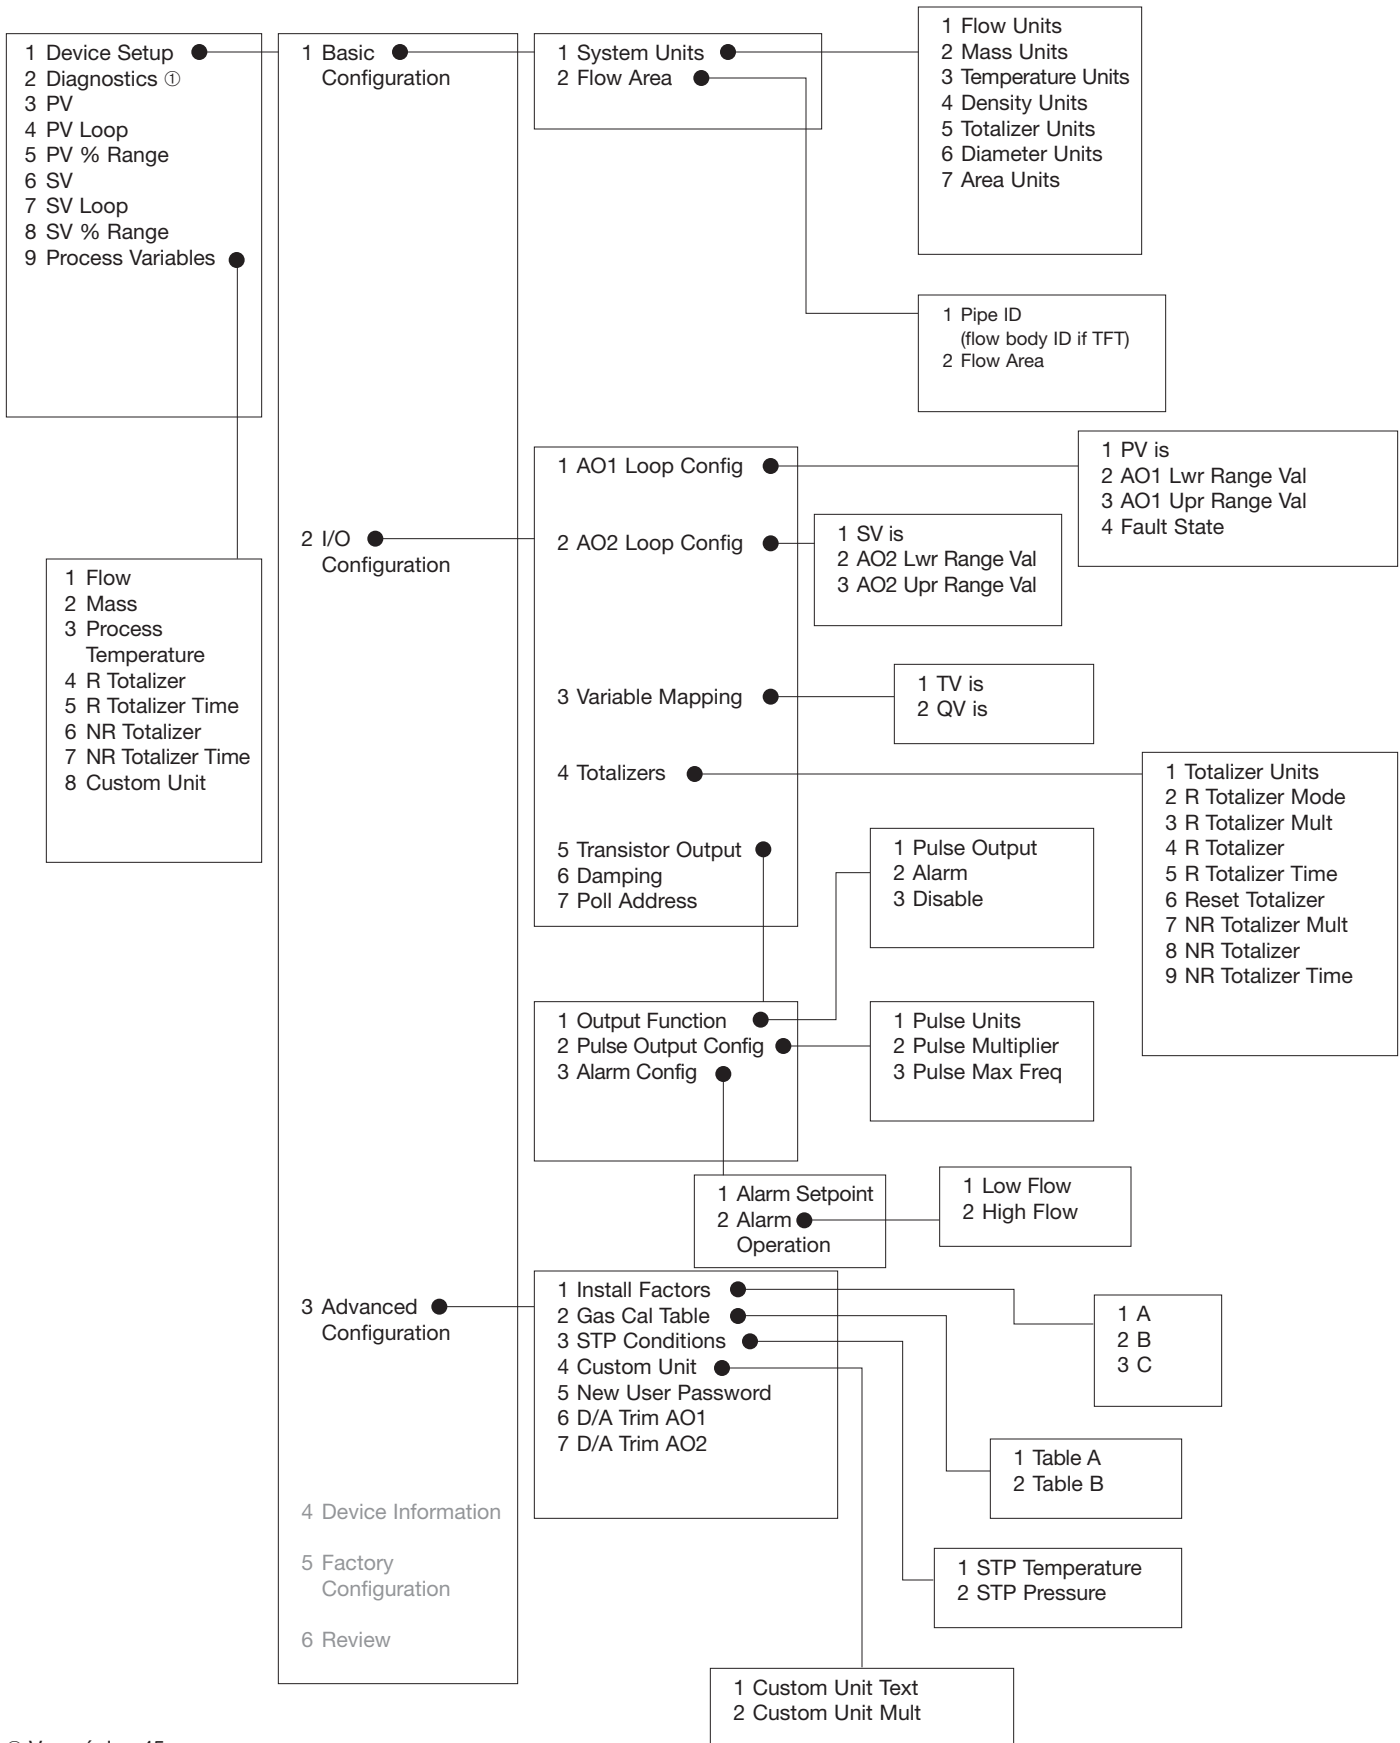 1 Device Setup
2 Diagnostics ①
3 PV
4 PV Loop
5 PV % Range
6 SV
7 SV Loop
8 SV % Range
9 Process Variables
1 Flow
2 Mass
3 Process
Temperature
4 R Totalizer
5 R Totalizer Time
6 NR Totalizer
7 NR Totalizer Time
8 Custom Unit
1 Basic
Configuration
2 I/O
Configuration
3 Advanced
Configuration
4 Device Information
5 Factory
Configuration
6 Review
1 System Units
2 Flow Area
1 Flow Units
2 Mass Units
3 Temperature Units
4 Density Units
5 Totalizer Units
6 Diameter Units
7 Area Units
1 Pipe ID
(flow body ID if TFT)
2 Flow Area
1 AO1 Loop Config
2 AO2 Loop Config
3 Variable Mapping
4 Totalizers
5 Transistor Output
6 Damping
7 Poll Address
1 PV is
2 AO1 Lwr Range Val
3 AO1 Upr Range Val
4 Fault State
1 SV is
2 AO2 Lwr Range Val
3 AO2 Upr Range Val
1 TV is
2 QV is
1 Totalizer Units
2 R Totalizer Mode
3 R Totalizer Mult
4 R Totalizer
5 R Totalizer Time
6 Reset Totalizer
7 NR Totalizer Mult
8 NR Totalizer
9 NR Totalizer Time
1 Output Function
2 Pulse Output Config
3 Alarm Config
1 Pulse Output
2 Alarm
3 Disable
1 Pulse Units
2 Pulse Multiplier
3 Pulse Max Freq
1 Alarm Setpoint
2 Alarm
Operation
1 Low Flow
2 High Flow
1 Install Factors
2 Gas Cal Table
3 STP Conditions
4 Custom Unit
5 New User Password
6 D/A Trim AO1
7 D/A Trim AO2
1 A
2 B
3 C
1 Table A
2 Table B
1 STP Temperature
2 STP Pressure
1 Custom Unit Text
2 Custom Unit Mult